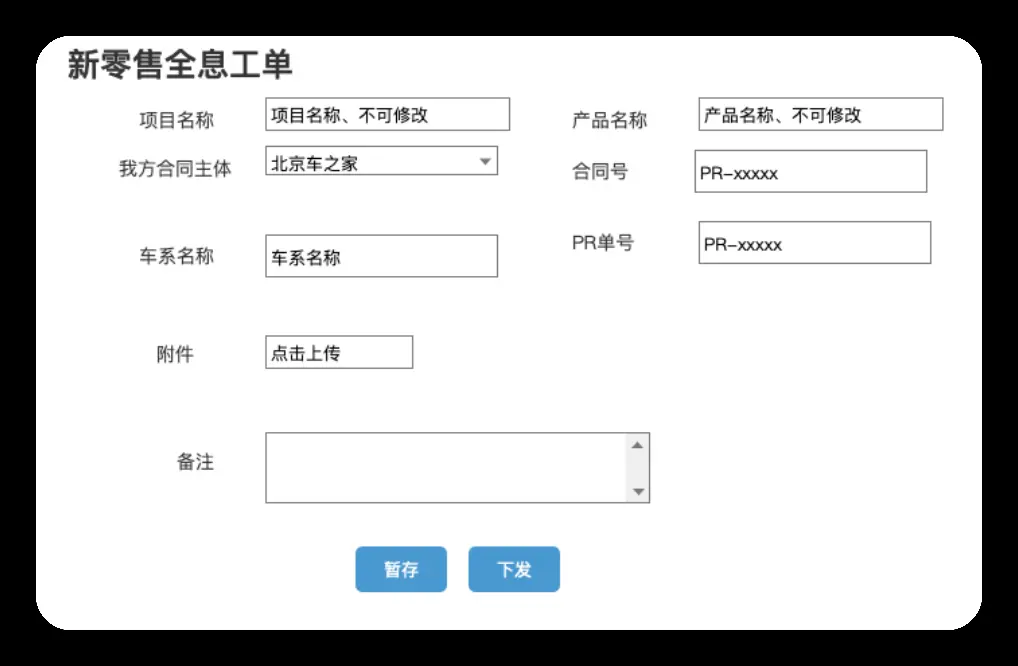 新零售全息工单
项目名称 项目名称、不可修改 产品名称 产品名称、不可修改
我方合同主体 北京车之家 合同号 PR-xxxxx
车系名称 车系名称 PR单号 PR-xxxxx
附件 点击上传
备注
暂存 下发